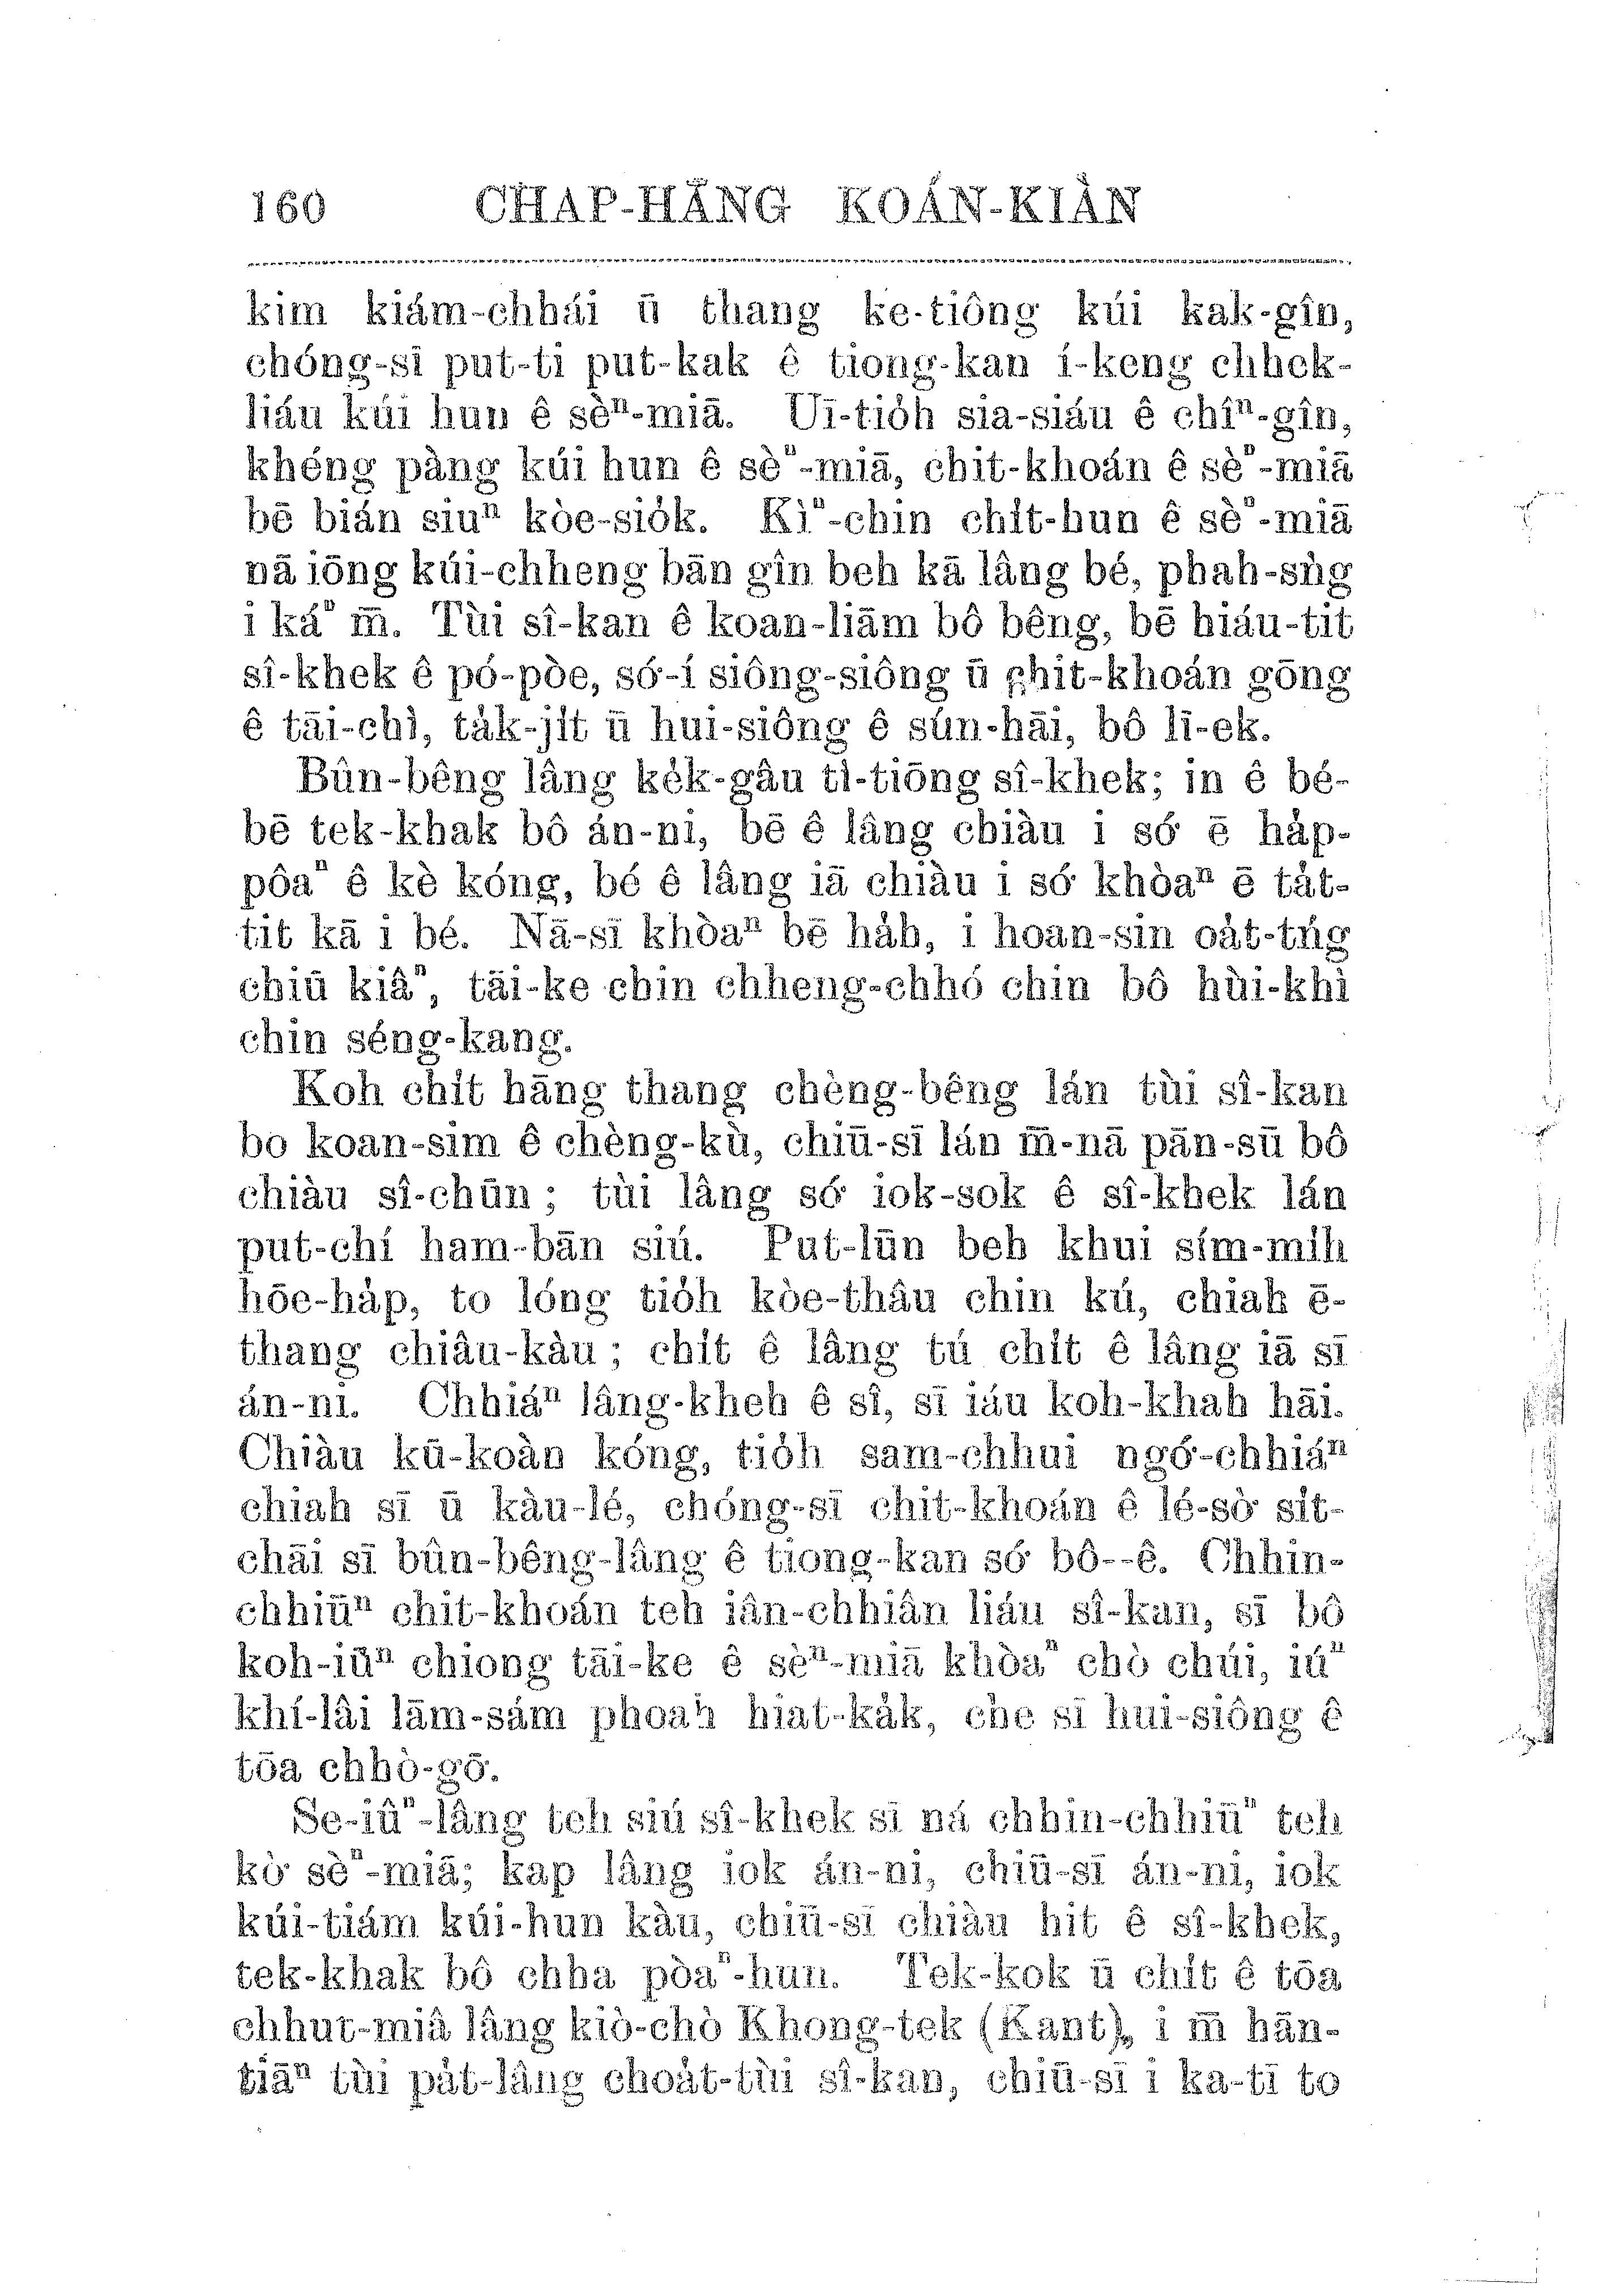 160 CHA̍P-HĀNG KOÁN-KIÀN
kim kiám-chhái ū thang ke-tiông kúi kak-gîn,
chóng-sī put-ti put-kak ê tiong-kan í-keng chhek-
liáu kúi hun ê sèⁿ-miā. Ūi-tio̍h sia-siáu ê chîⁿ-gîn,
khéng pàng kúi hun ê sèⁿ-miā, chit-khoán ê sèⁿ-miā
bē bián siuⁿ kòe-sio̍k. Kìⁿ-chin chi̍t-hun ê sèⁿ-miā
nā iōng kúi-chheng bān gîn beh kā lâng bé, phah-sǹg
i káⁿ m̄. Tùi sî-kan ê koan-liām bô bêng, bē hiáu-tit
sî-khek ê pó-pòe, só͘-í siông-siông ū chit-khoán gōng
ê tāi-chì, ta̍k-ji̍t ū hui-siông ê sún-hāi, bô lī-ek.
Bûn-bêng lâng ke̍k-gâu tì-tiōng sî-khek; in ê bé-
bē tek-khak bô án-ni, bē ê lâng chiàu i só͘ ē ha̍p-
pôaⁿ ê kè kóng, bé ê lâng iā chiàu i só͘ khòaⁿ ē ta̍t-
tit kā i bé. Nā-sī khòaⁿ bē ha̍h, i hoan-sin oa̍t-tńg
chiū kiâⁿ, tāi-ke chin chheng-chhó chin bô hùi-khì
chin séng-kang.
Koh chi̍t hāng thang chèng-bêng lán tùi sî-kan
bo koan-sim ê chèng-kù, chiū-sī lán m̄-nā pān-sū bô
chiàu sî-chūn; tùi lâng só͘ iok-sok ê sî-khek lán
put-chí ham-bān siú. Put-lūn beh khui sím-mih
hōe-ha̍p, to lóng tio̍h kòe-thâu chin kú, chiah ē-
thang chiâu-kàu; chi̍t ê lâng tú chi̍t ê lâng iā sī
án-ni. Chhiáⁿ lâng-kheh ê sî, sī iáu koh-khah hāi.
Chiàu kū-koàn kóng, tio̍h sam-chhui ngó͘-chhiáⁿ
chiah sī ū kàu-lé, chóng-sī chit-khoán ê lé-sò͘ si̍t-
chāi sī bûn-bêng-lâng ê tiong-kan só͘ bô--ê. Chhin-
chhiūⁿ chit-khoán teh iân-chhiân liáu sî-kan, sī bô
koh-iūⁿ chiong tāi-ke ê sèⁿ-miā khòaⁿ chò chúi, iúⁿ
khí-lâi lām-sám phoah hiat-ka̍k, che sī hui-siông ê
tōa chhò-gō͘.
Se-iûⁿ-lâng teh siú sî-khek sī ná chhin-chhiūⁿ teh
kò͘ sèⁿ-miā; kap lâng iok án-ni, chiū-sī án-ni, iok
kúi-tiám kúi-hun kàu, chiū-sī chiàu hit ê sî-khek,
tek-khak bô chha pòaⁿ-hun. Tek-kok ū chi̍t ê tōa
chhut-miâ lâng kiò-chò Khong-tek (Kant), i m̄ hān-
tiāⁿ tùi pa̍t-lâng choa̍t-tùi sî-kan, chiū-sī i ka-tī to